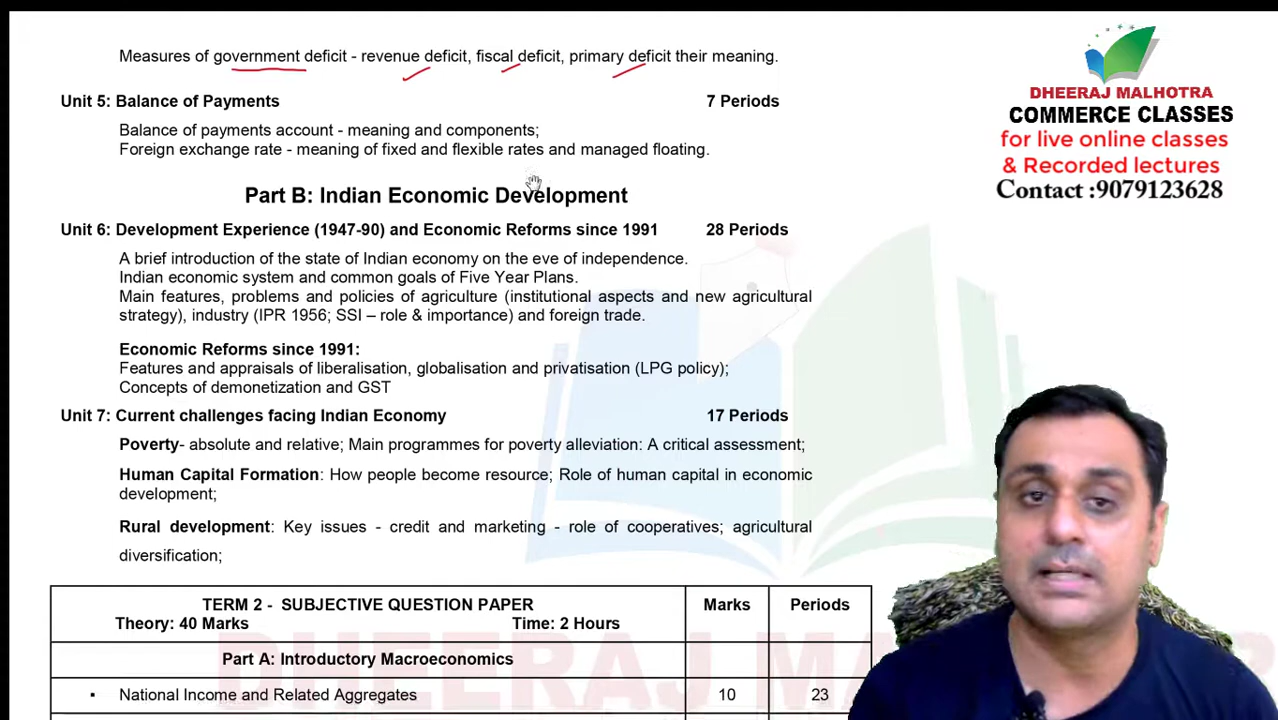 Measures of government deficit - revenue deficit, fiscal deficit, primary deficit their meaning.
Unit 5: Balance of Payments 7 Periods
Balance of payments account - meaning and components;
Foreign exchange rate - meaning of fixed and flexible rates and managed floating.
Part B: Indian Economic Development
Unit 6: Development Experience (1947-90) and Economic Reforms since 1991 28 Periods
A brief introduction of the state of Indian economy on the eve of independence.
Indian economic system and common goals of Five Year Plans.
Main features, problems and policies of agriculture (institutional aspects and new agricultural
strategy), industry (IPR 1956; SSI – role & importance) and foreign trade.
Economic Reforms since 1991:
Features and appraisals of liberalisation, globalisation and privatisation (LPG policy);
Concepts of demonetization and GST
Unit 7: Current challenges facing Indian Economy 17 Periods
Poverty- absolute and relative; Main programmes for poverty alleviation: A critical assessment;
Human Capital Formation: How people become resource; Role of human capital in economic
development;
Rural development: Key issues - credit and marketing - role of cooperatives; agricultural
diversification;
TERM 2 - SUBJECTIVE QUESTION PAPER Marks Periods
Theory: 40 Marks Time: 2 Hours
Part A: Introductory Macroeconomics
▪ National Income and Related Aggregates 10 23
DHEERAJ MALHOTRA
COMMERCE CLASSES
for live online classes
& Recorded lectures
Contact :9079123628
DHEERAJ M